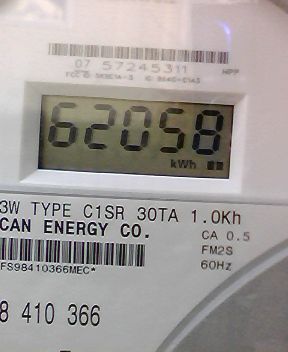 07 57245311 HPP
62058
kWh
3W TYPE C1SR 30TA 1.0Kh
CAN ENERGY CO.
CA 0.5
FM2S
FS98410366MEC*
60Hz
8 410 366